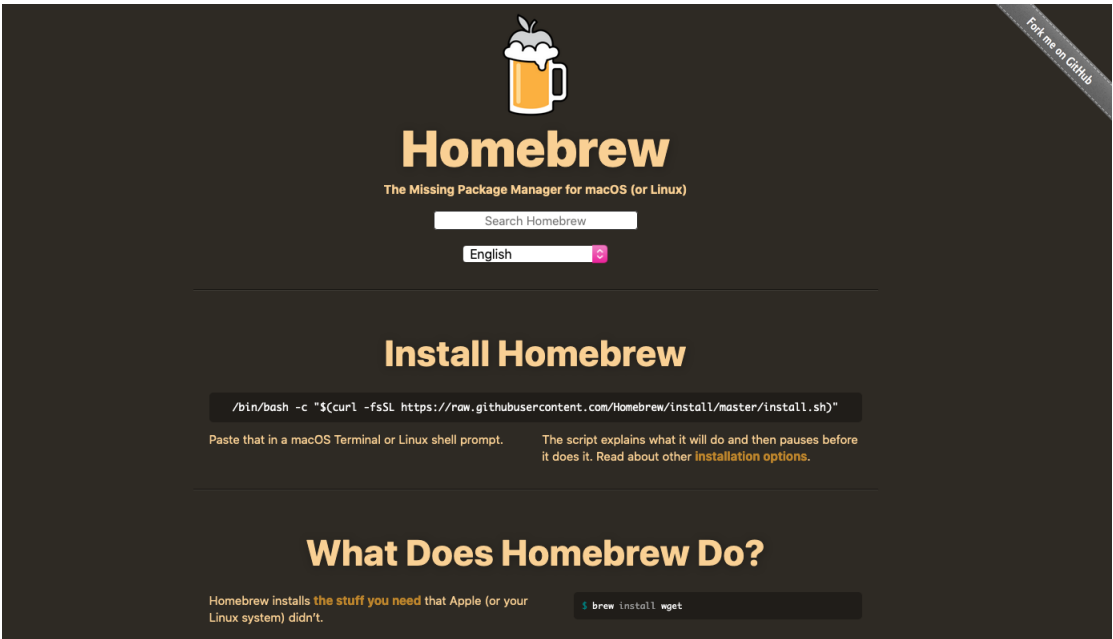 Fork me on GitHub
Homebrew
The Missing Package Manager for macOS (or Linux)
Search Homebrew
English
Install Homebrew
/bin/bash -c "$(curl -fsSL https://raw.githubusercontent.com/Homebrew/install/master/install.sh)"
Paste that in a macOS Terminal or Linux shell prompt.
The script explains what it will do and then pauses before
it does it. Read about other installation options.
What Does Homebrew Do?
Homebrew installs the stuff you need that Apple (or your
Linux system) didn't.
$ brew install wget